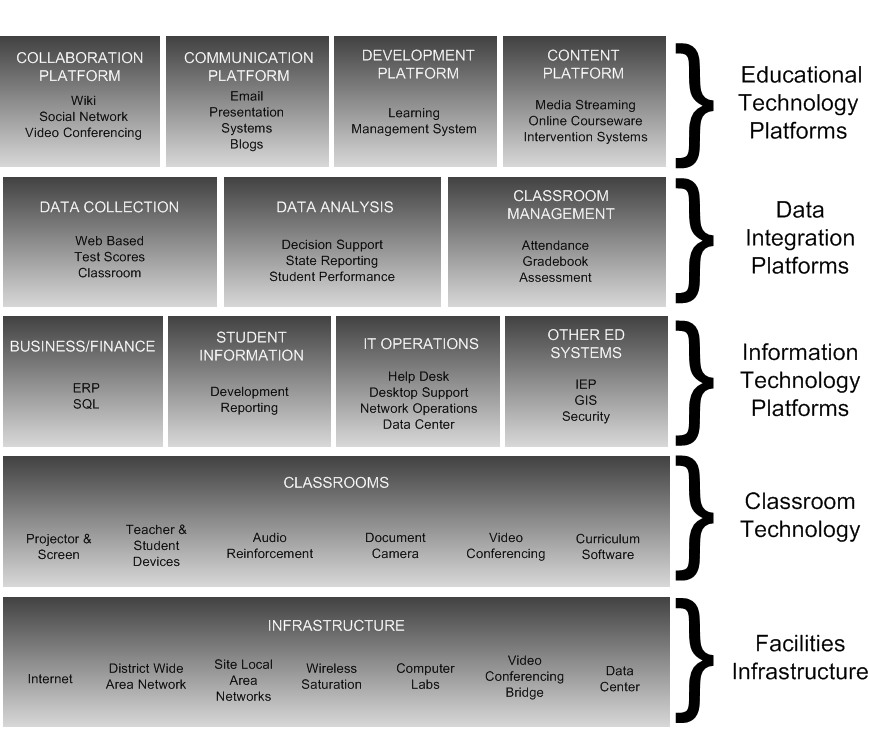 COLLABORATION
PLATFORM
Wiki
Social Network
Video Conferencing
COMMUNICATION
PLATFORM
Email
Presentation
Systems
Blogs
DEVELOPMENT
PLATFORM
Learning
Management System
CONTENT
PLATFORM
Media Streaming
Online Courseware
Intervention Systems
Educational
Technology
Platforms
DATA COLLECTION
Web Based
Test Scores
Classroom
DATA ANALYSIS
Decision Support
State Reporting
Student Performance
CLASSROOM
MANAGEMENT
Attendance
Gradebook
Assessment
Data
Integration
Platforms
BUSINESS/FINANCE
ERP
SQL
STUDENT
INFORMATION
Development
Reporting
IT OPERATIONS
Help Desk
Desktop Support
Network Operations
Data Center
OTHER ED
SYSTEMS
IEP
GIS
Security
Information
Technology
Platforms
CLASSROOMS
Projector &
Screen
Teacher &
Student
Devices
Audio
Reinforcement
Document
Camera
Video
Conferencing
Curriculum
Software
Classroom
Technology
INFRASTRUCTURE
Internet
District Wide
Area Network
Site Local
Area
Networks
Wireless
Saturation
Computer
Labs
Video
Conferencing
Bridge
Data
Center
Facilities
Infrastructure